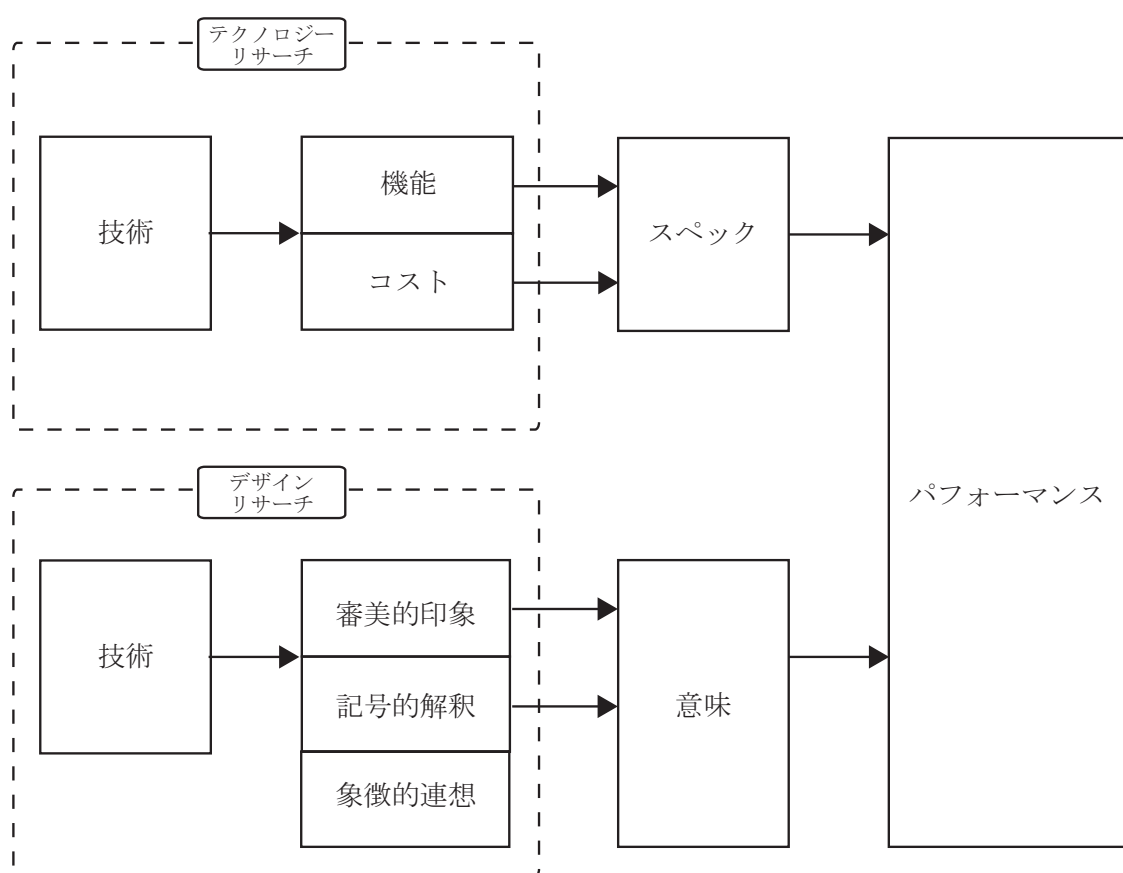 テクノロジー
リサーチ
技術
機能
コスト
スペック
パフォーマンス
デザイン
リサーチ
技術
審美的印象
記号的解釈
象徴的連想
意味